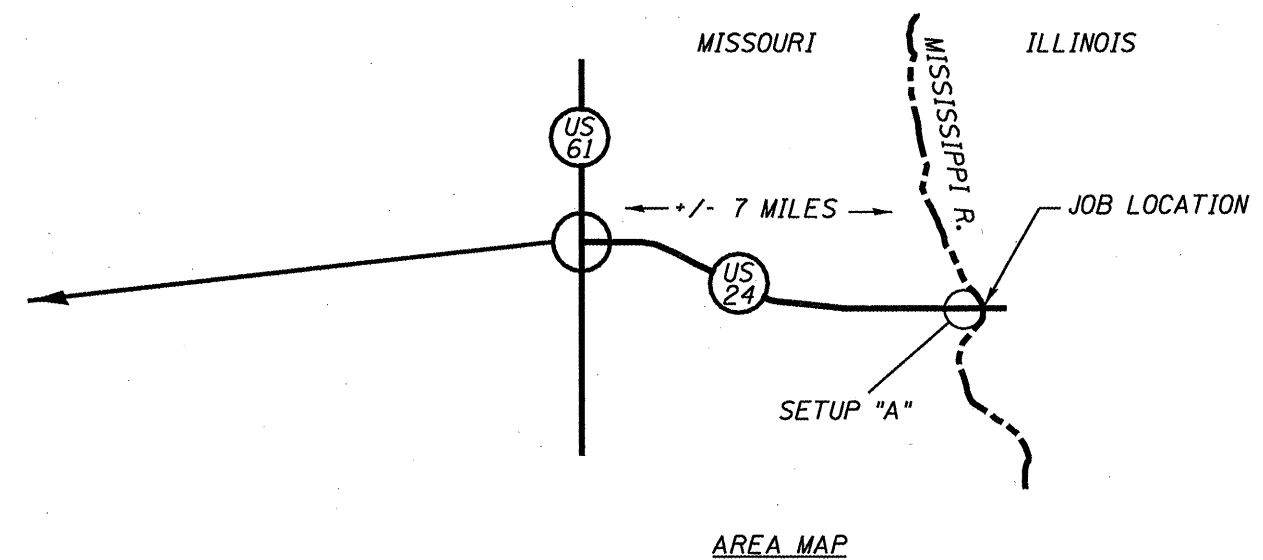 MISSOURI
ILLINOIS
MISSISSIPPI R.
US
61
+/- 7 MILES
JOB LOCATION
US
24
SETUP "A"
AREA MAP